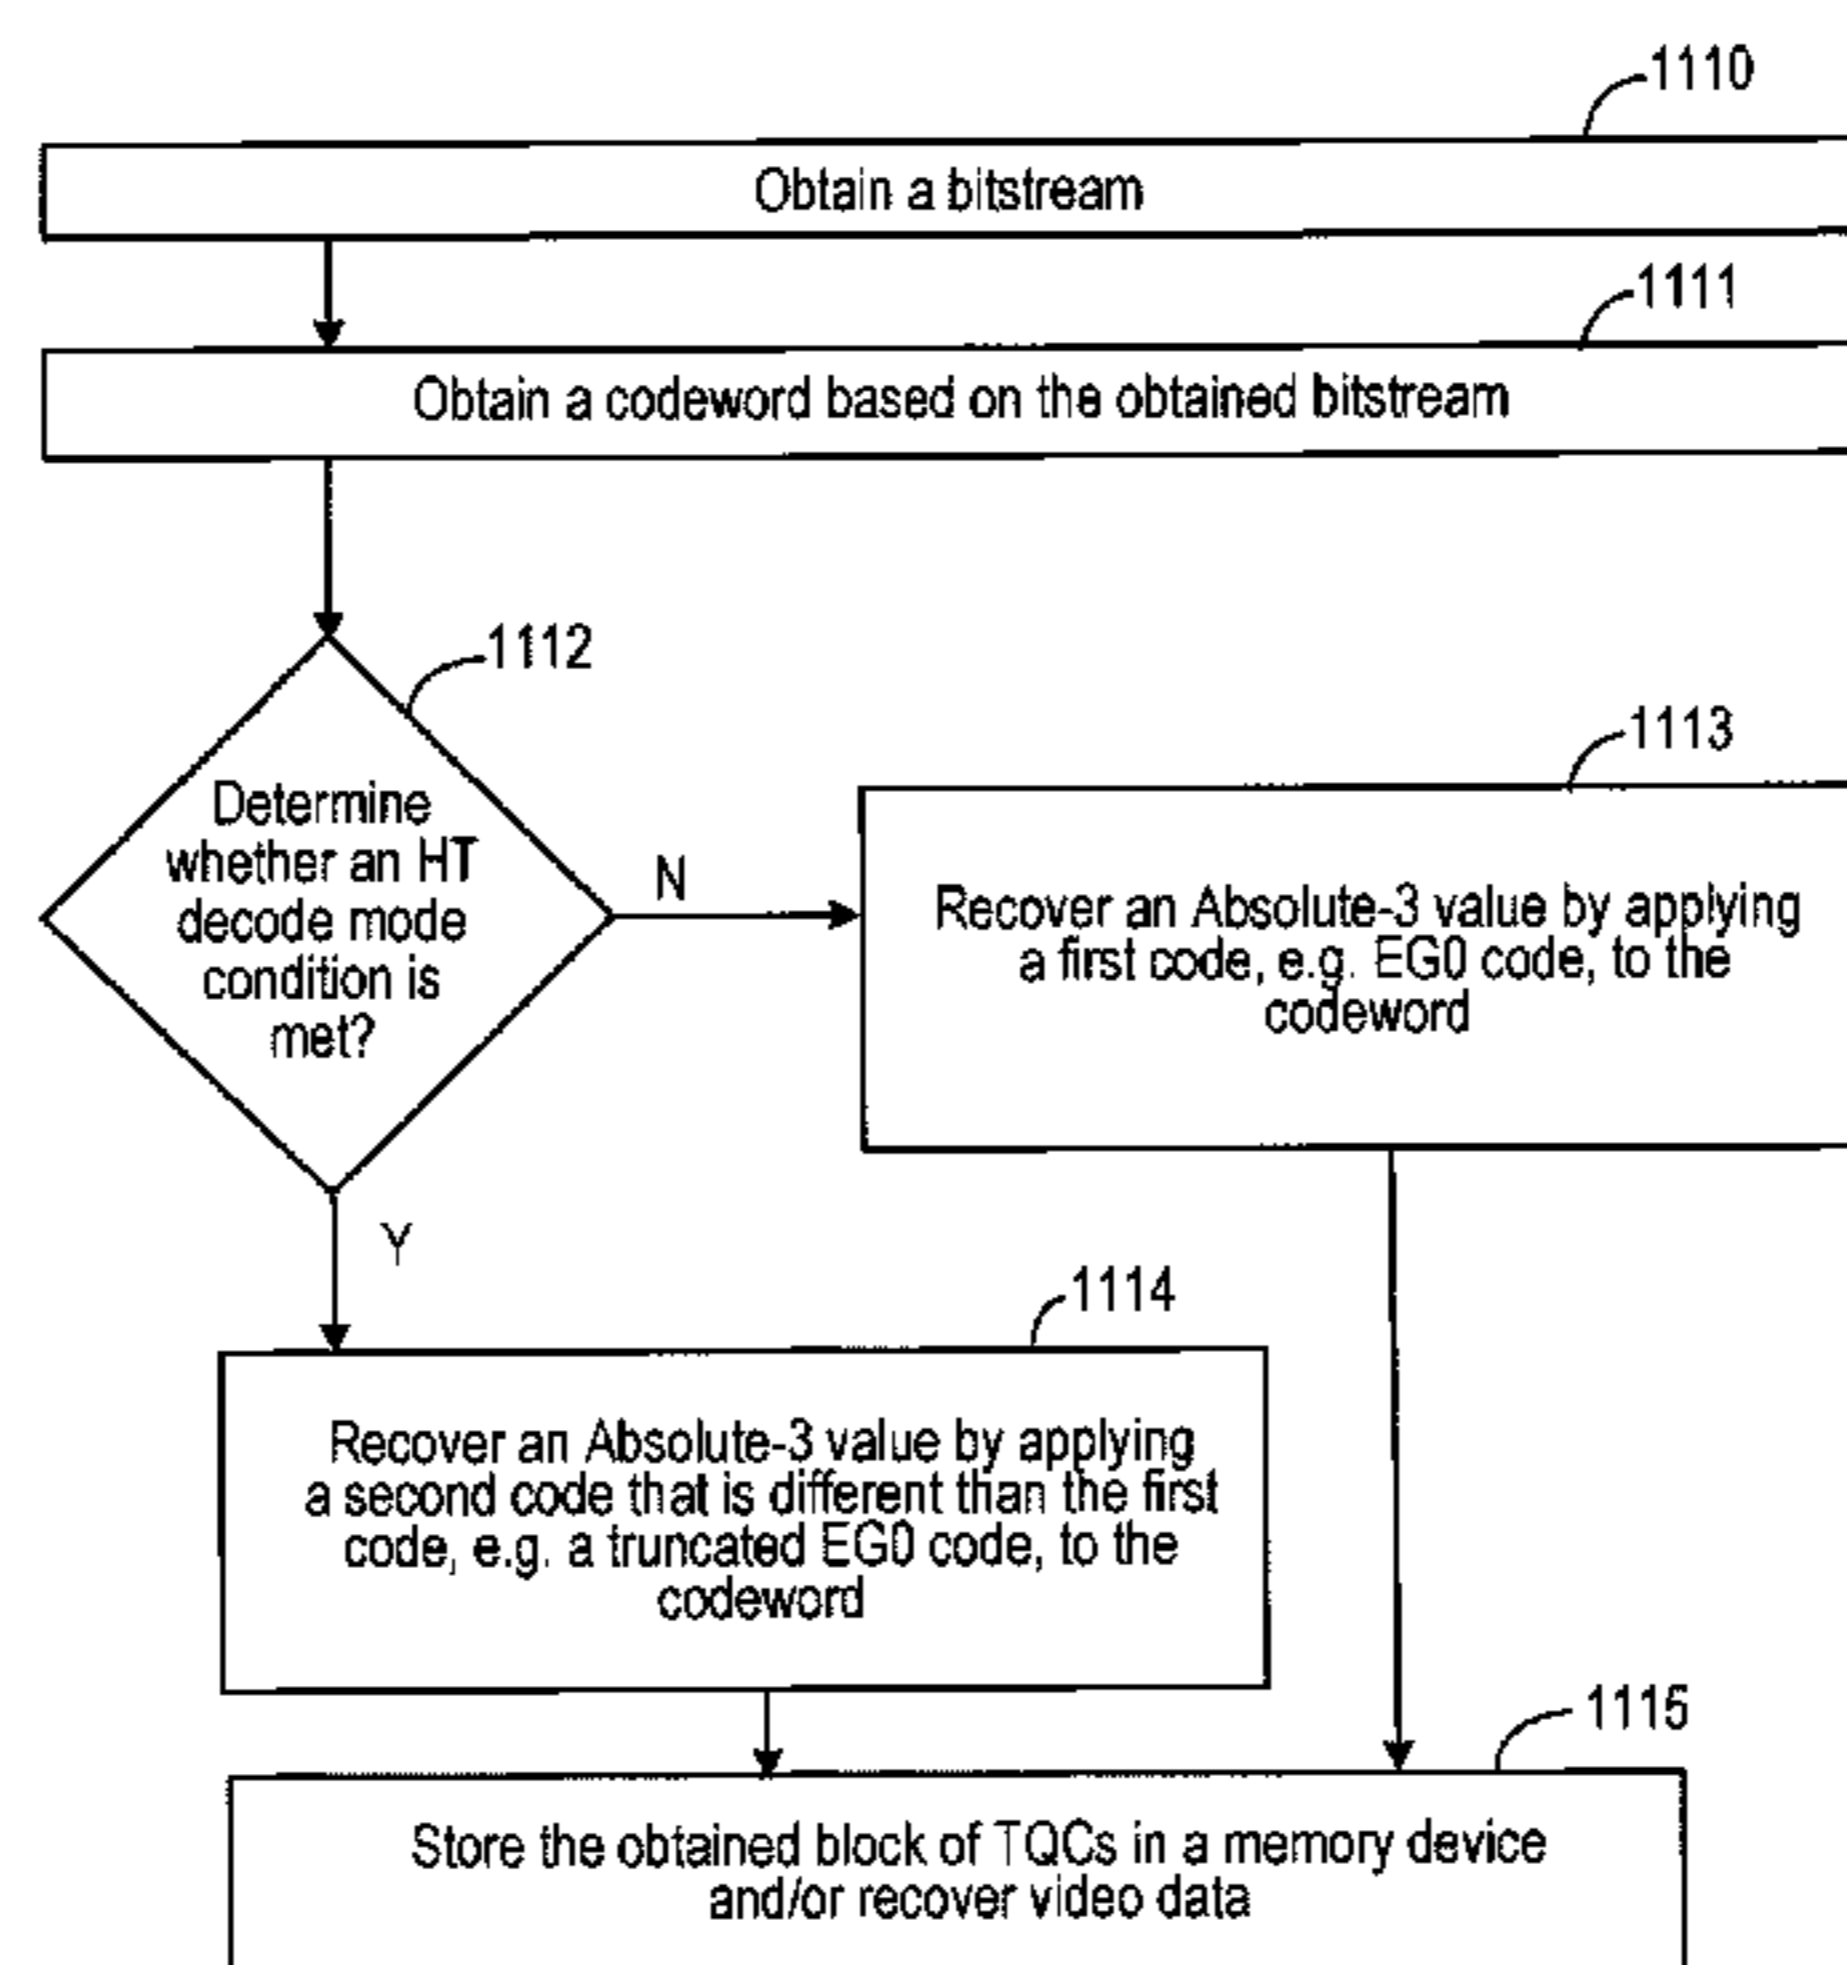 1110
Obtain a bitstream
1111
Obtain a codeword based on the obtained bitstream
1112
Determine
whether an HT
decode mode
condition is
met?
N
1113
Recover an Absolute-3 value by applying
a first code, e.g. EG0 code, to the
codeword
Y
1114
Recover an Absolute-3 value by applying
a second code that is different than the first
code, e.g. a truncated EG0 code, to the
codeword
1115
Store the obtained block of TQCs in a memory device
and/or recover video data